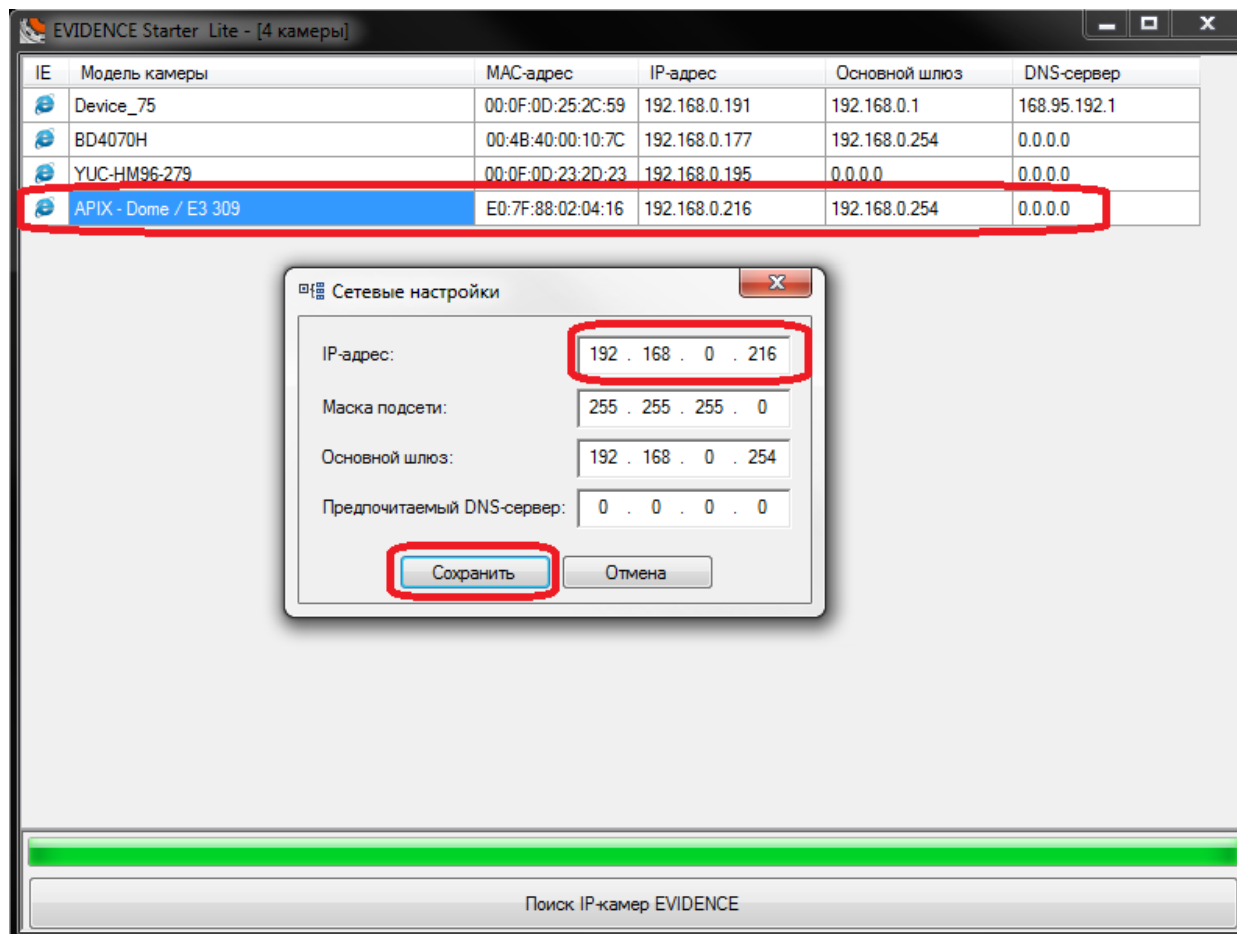 EVIDENCE Starter Lite - [4 камеры]
IE Модель камеры MAC-адрес IP-адрес Основной шлюз DNS-сервер
Device_75 00:0F:0D:25:2C:59 192.168.0.191 192.168.0.1 168.95.192.1
BD4070H 00:4B:40:00:10:7C 192.168.0.177 192.168.0.254 0.0.0.0
YUC-HM96-279 00:0F:0D:23:2D:23 192.168.0.195 0.0.0.0 0.0.0.0
APIX - Dome / E3 309 E0:7F:88:02:04:16 192.168.0.216 192.168.0.254 0.0.0.0
Сетевые настройки
IP-адрес: 192 . 168 . 0 . 216
Маска подсети: 255 . 255 . 255 . 0
Основной шлюз: 192 . 168 . 0 . 254
Предпочитаемый DNS-сервер: 0 . 0 . 0 . 0
Сохранить Отмена
Поиск IP-камер EVIDENCE